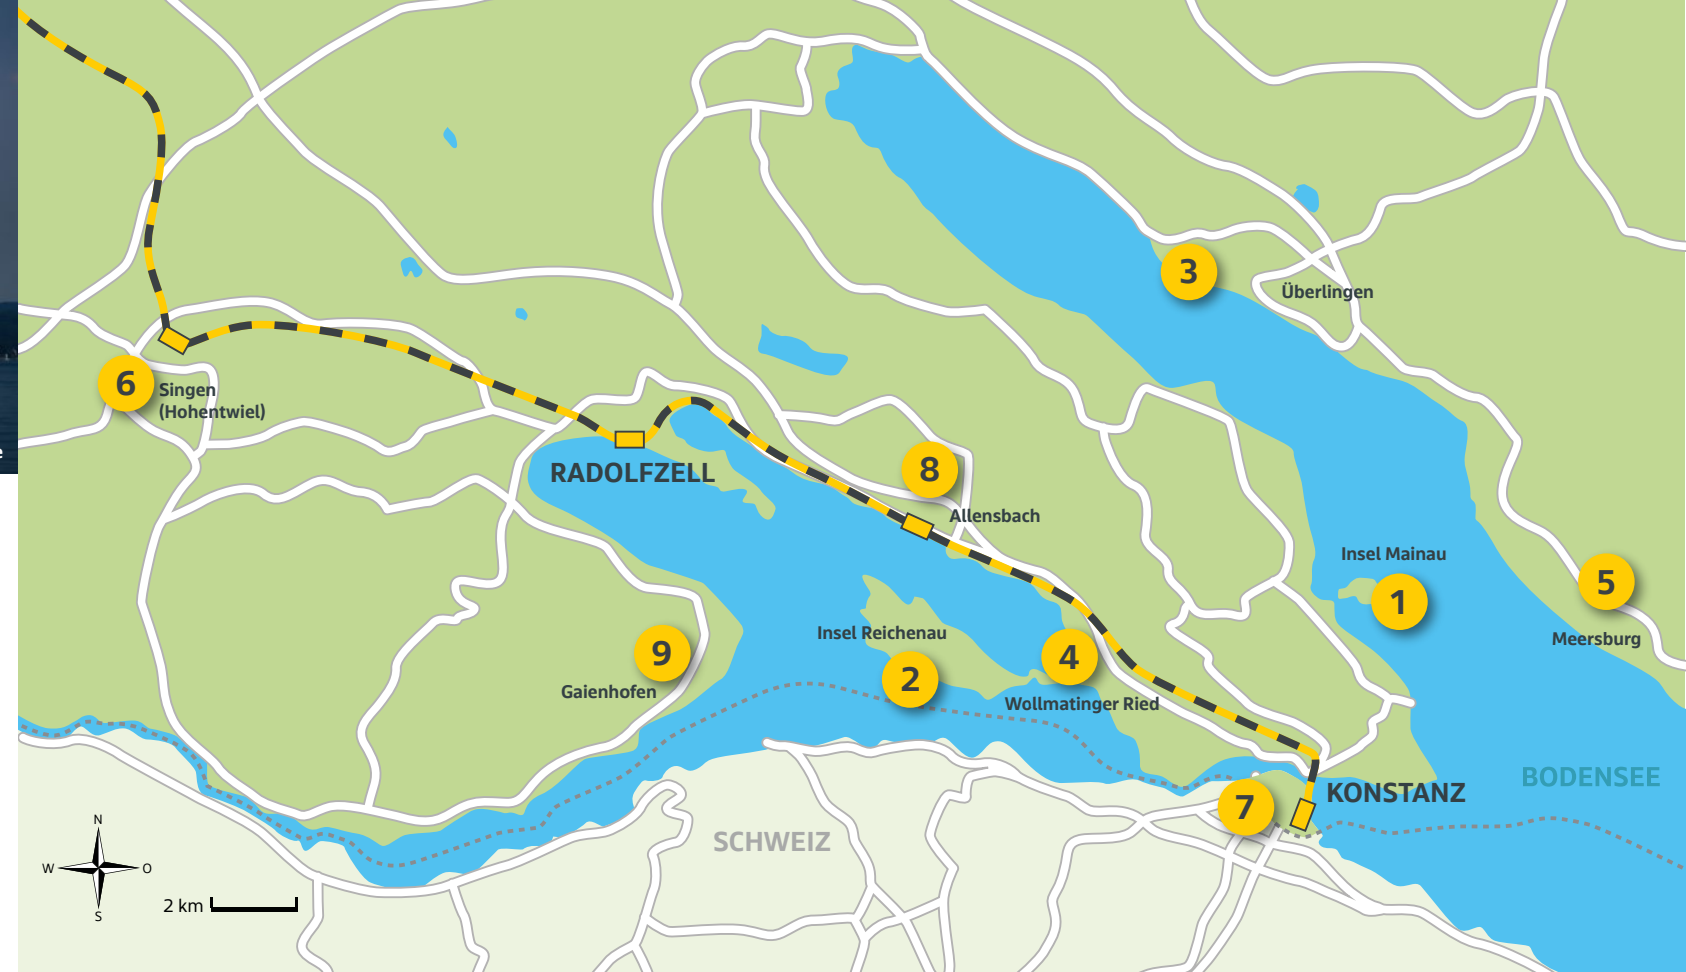 3
Überlingen
6
Singen
(Hohentwiel)
e
RADOLFZELL
8
Allensbach
Insel Mainau
1
5
Meersburg
Insel Reichenau
2
4
Wollmatinger Ried
9
Gaienhofen
BODENSEE
KONSTANZ
7
SCHWEIZ
N
W
O
S
2 km